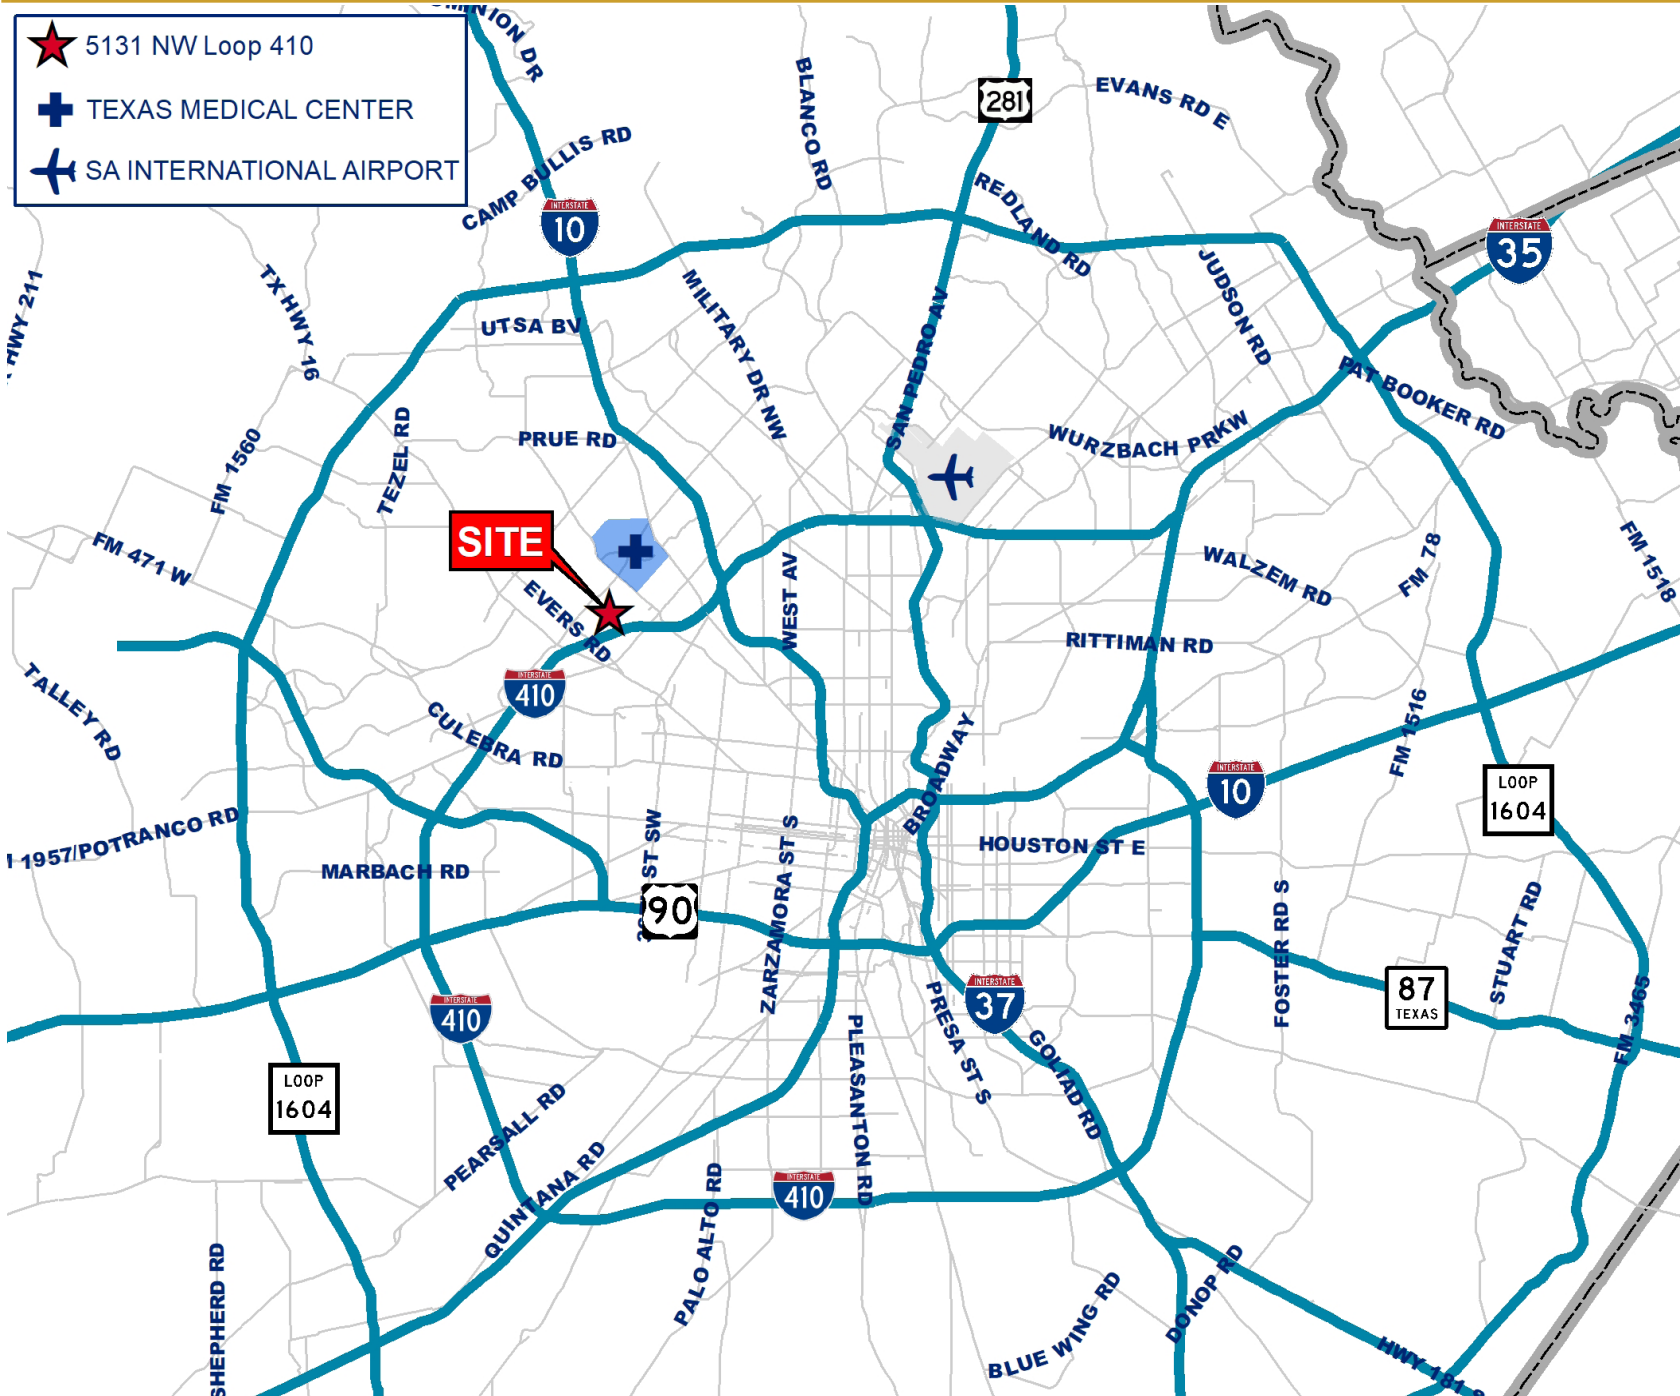 5131 NW Loop 410
TEXAS MEDICAL CENTER
SA INTERNATIONAL AIRPORT
DR
CAMP BULLIS RD
BLANCO RD
281
EVANS RD E
REDLAND RD
INTERSTATE
10
INTERSTATE
35
HWY 211
TX HWY 16
UTSA BV
MILITARY DR NW
SAN PEDRO AV
JUDSON RD
PAT BOOKER RD
FM 1560
TEZEL RD
PRUE RD
WURZBACH PRKW
SITE
FM 471 W
EVERS RD
WEST AV
WALZEM RD
FM 78
FM 1518
RITTIMAN RD
TALLEY RD
INTERSTATE
410
CULEBRA RD
BROADWAY
FM 1516
INTERSTATE
10
LOOP
1604
1957/POTRANCO RD
MARBACH RD
ST SW
ZARZAMORA ST S
HOUSTON ST E
90
FOSTER RD S
STUART RD
87
TEXAS
INTERSTATE
410
INTERSTATE
37
PRESA ST S
GOLIAD RD
FM 3465
LOOP
1604
PLEASANTON RD
PEARSALL RD
QUINTANA RD
PALO ALTO RD
INTERSTATE
410
SHEPHERD RD
BLUE WING RD
DONOP RD
HWY 181 S